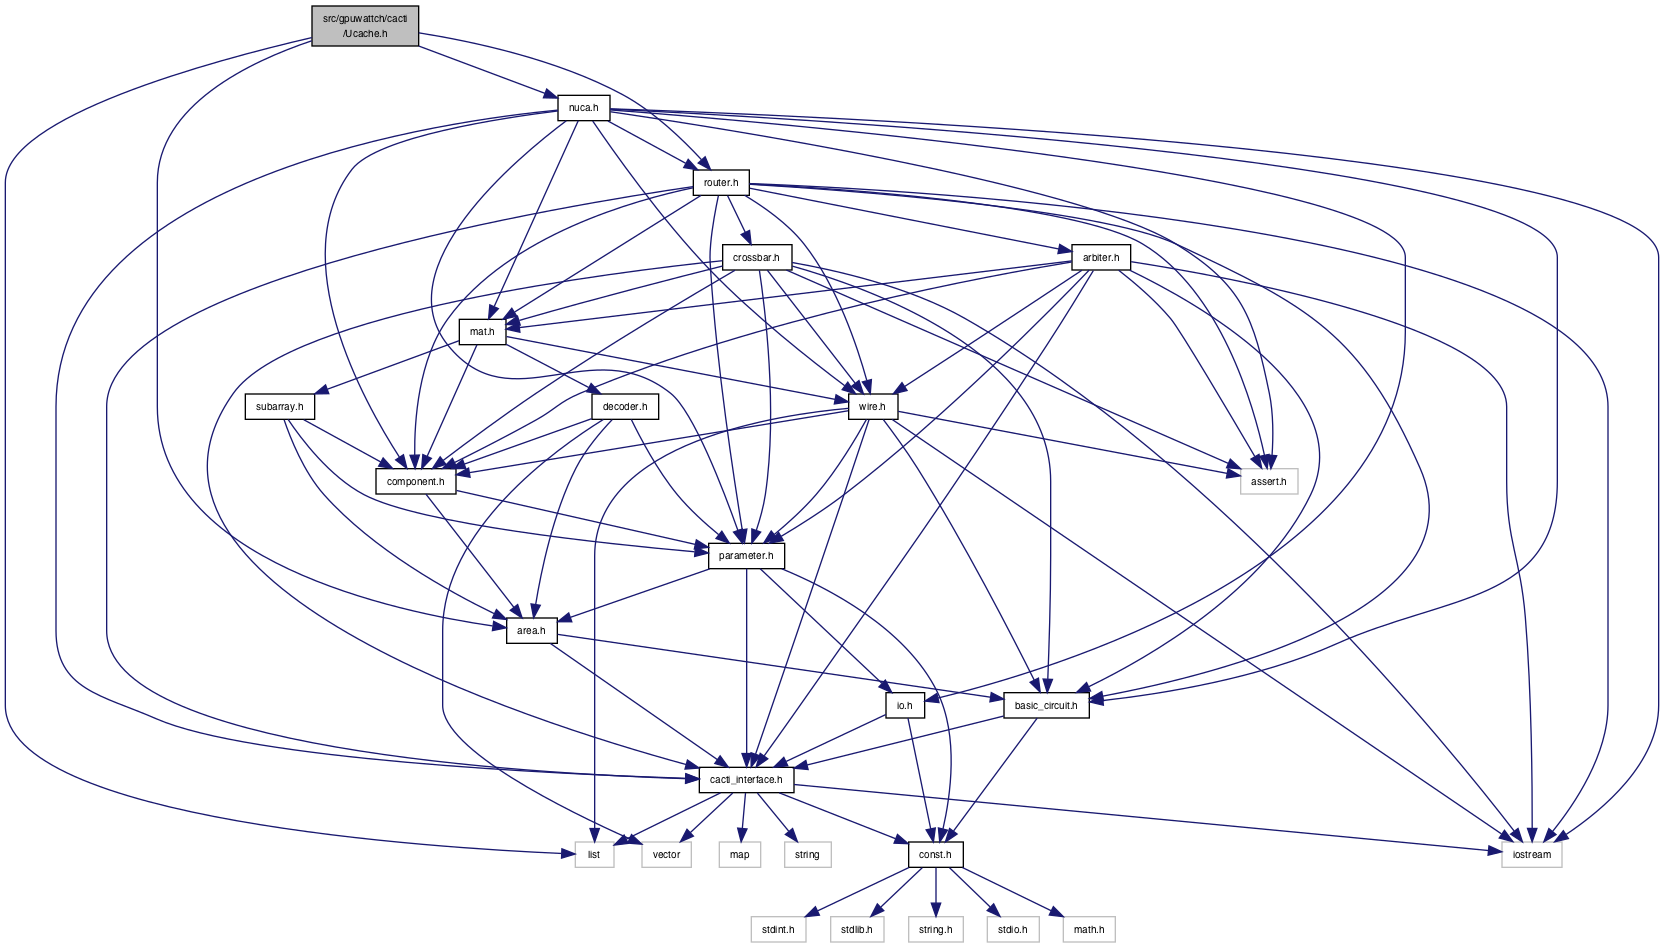 src/gpuwattch/cacti
/Ucache.h
nuca.h
router.h
crossbar.h
arbiter.h
mat.h
subarray.h
decoder.h
wire.h
component.h
assert.h
parameter.h
area.h
io.h
basic_circuit.h
cacti_interface.h
list
vector
map
string
const.h
iostream
stdint.h
stdlib.h
string.h
stdio.h
math.h